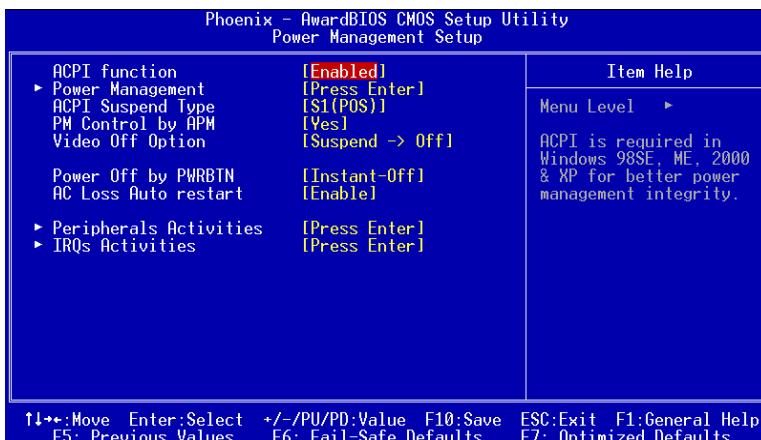 Phoenix - AwardBIOS CMOS Setup Utility
Power Management Setup
ACPI function [Enabled]
► Power Management [Press Enter]
ACPI Suspend Type [S1(POS)]
PM Control by APM [Yes]
Video Off Option [Suspend -> Off]
Power Off by PWRBTN [Instant-Off]
AC Loss Auto restart [Enable]
► Peripherals Activities [Press Enter]
► IRQs Activities [Press Enter]
Item Help
Menu Level ►
ACPI is required in
Windows 98SE, ME, 2000
& XP for better power
management integrity.
↑↓→←:Move Enter:Select +/-/PU/PD:Value F10:Save ESC:Exit F1:General Help
F5: Previous Values F6: Fail-Safe Defaults F7: Optimized Defaults